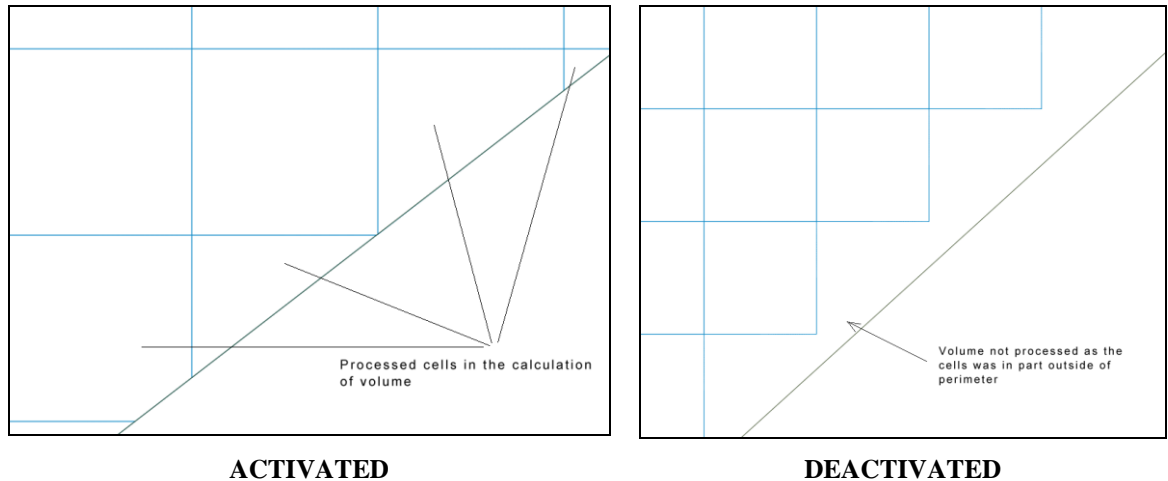 Processed cells in the calculation
of volume
Volume not processed as the
cells was in part outside of
perimeter
ACTIVATED
DEACTIVATED